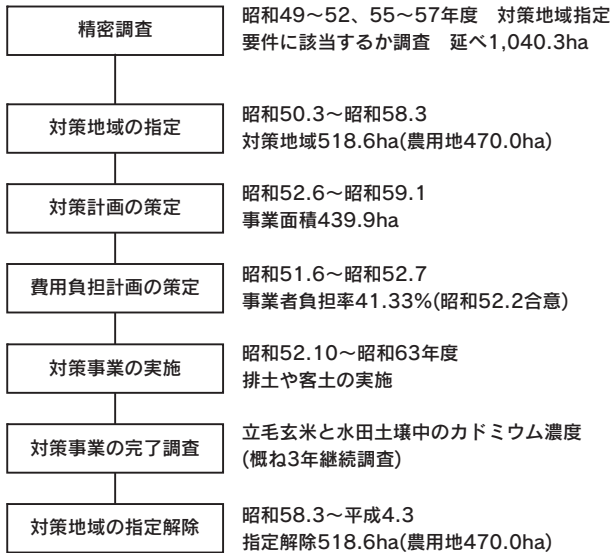 精密調査
昭和49～52、55～57年度　対策地域指定
要件に該当するか調査　延べ1,040.3ha
対策地域の指定
昭和50.3～昭和58.3
対策地域518.6ha(農用地470.0ha)
対策計画の策定
昭和52.6～昭和59.1
事業面積439.9ha
費用負担計画の策定
昭和51.6～昭和52.7
事業者負担率41.33%(昭和52.2合意)
対策事業の実施
昭和52.10～昭和63年度
排土や客土の実施
対策事業の完了調査
立毛玄米と水田土壌中のカドミウム濃度
(概ね3年継続調査)
対策地域の指定解除
昭和58.3～平成4.3
指定解除518.6ha(農用地470.0ha)